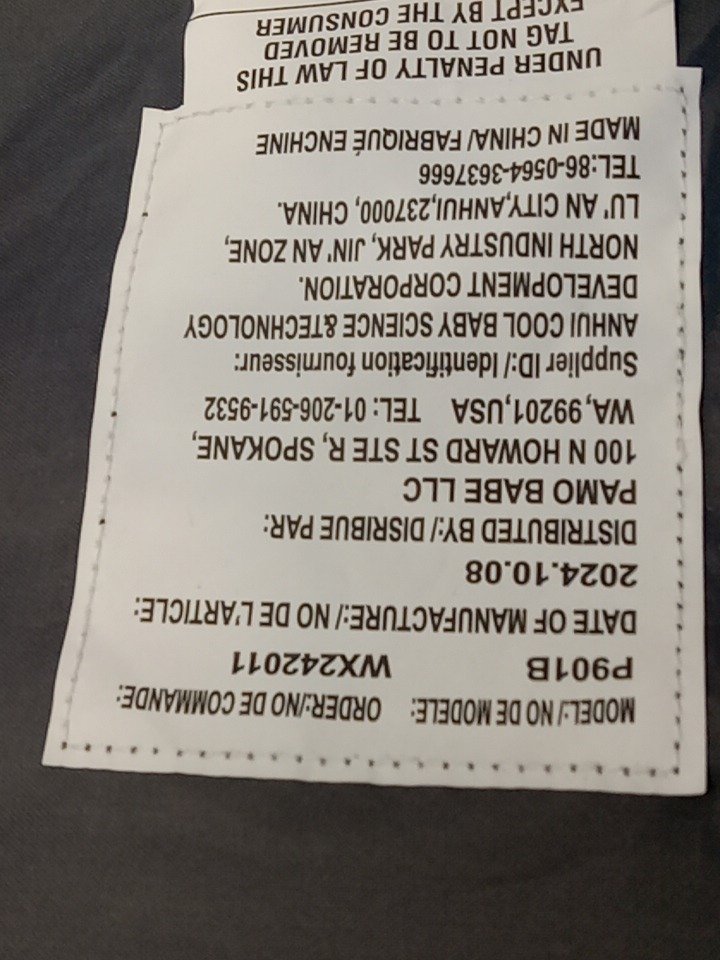 MODEL:/ NO DE MODELE: ORDER:/NO DE COMMANDE:
P901B WX242011
DATE OF MANUFACTURE:/ NO DE L'ARTICLE:
2024.10.08
DISTRIBUTED BY:/ DISRIBUE PAR:
PAMO BABE LLC
100 N HOWARD ST STE R, SPOKANE,
WA,99201,USA TEL: 01-206-591-9532
Supplier ID:/ Identification fournisseur:
ANHUI COOL BABY SCIENCE &TECHNOLOGY
DEVELOPMENT CORPORATION.
NORTH INDUSTRY PARK, JIN' AN ZONE,
LU' AN CITY,ANHUI,237000, CHINA.
TEL:86-0564-3637666
MADE IN CHINA/ FABRIQUÉ ENCHINE
UNDER PENALTY OF LAW THIS
TAG NOT TO BE REMOVED
EXCEPT BY THE CONSUMER